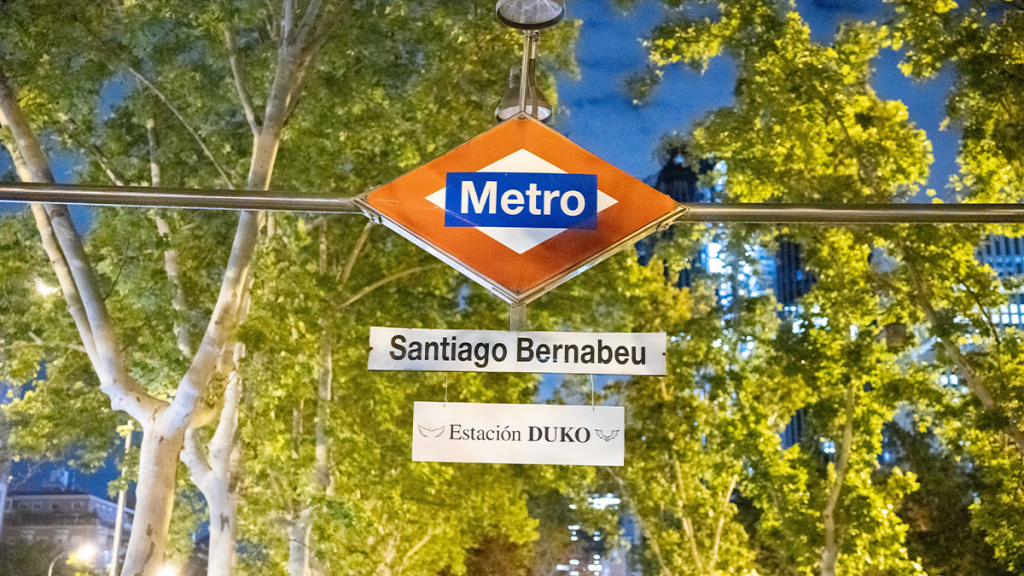 Metro
Santiago Bernabeu
Estación DUKO